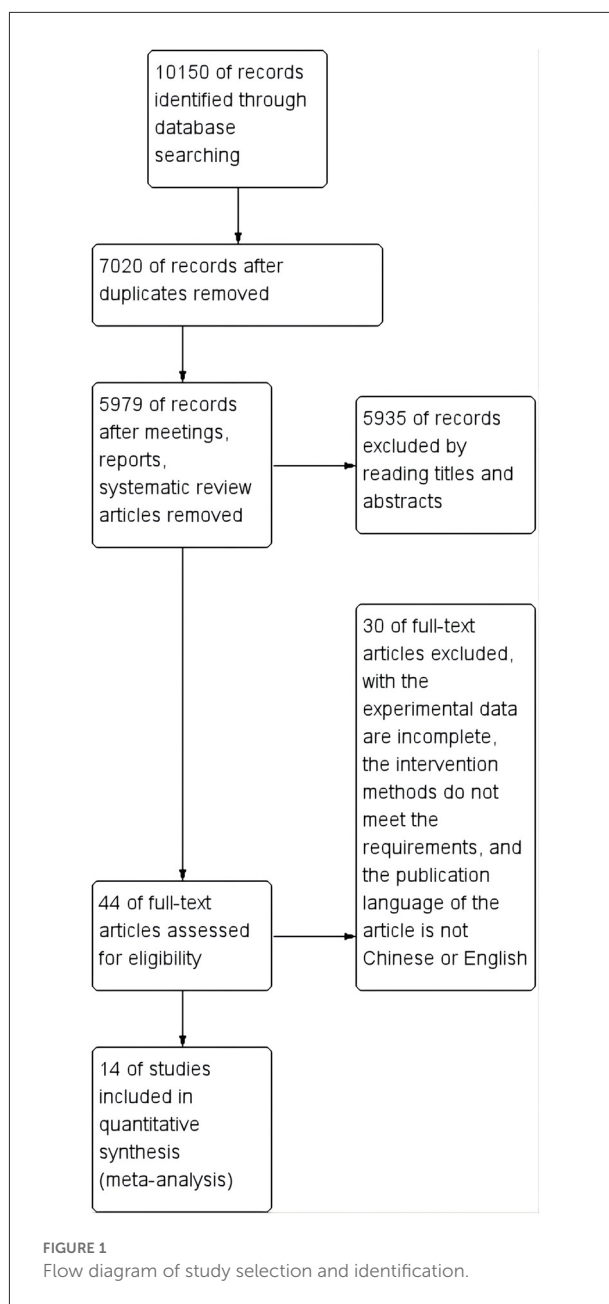 10150 of records
identified through
database
searching
7020 of records after
duplicates removed
5979 of records
after meetings,
reports,
systematic review
articles removed
5935 of records
excluded by
reading titles and
abstracts
30 of full-text
articles excluded,
with the
experimental data
are incomplete,
the intervention
methods do not
meet the
requirements, and
the publication
language of the
article is not
Chinese or English
44 of full-text
articles assessed
for eligibility
14 of studies
included in
quantitative
synthesis
(meta-analysis)
FIGURE 1
Flow diagram of study selection and identification.